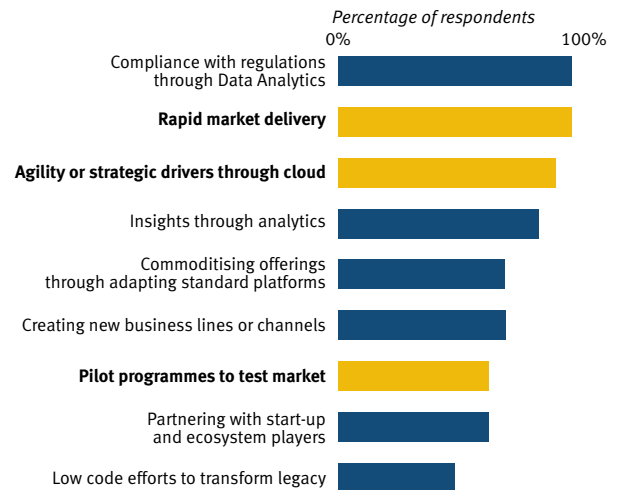 Percentage of respondents
0% 100%
Compliance with regulations
through Data Analytics
Rapid market delivery
Agility or strategic drivers through cloud
Insights through analytics
Commoditising offerings
through adapting standard platforms
Creating new business lines or channels
Pilot programmes to test market
Partnering with start-up
and ecosystem players
Low code efforts to transform legacy